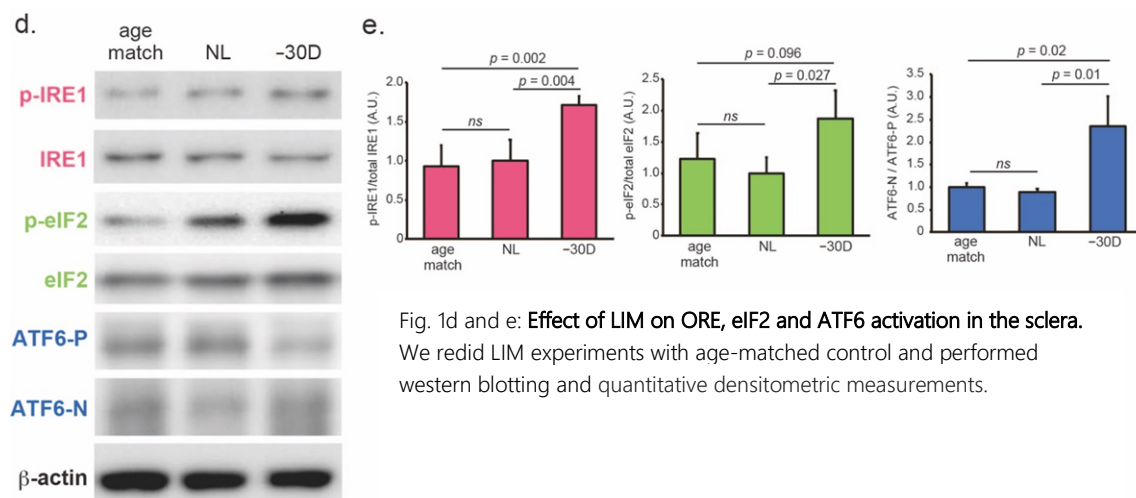 d.
age
match
NL
-30D
p-IRE1
IRE1
p-eIF2
eIF2
ATF6-P
ATF6-N
β-actin
e.
p = 0.002
p = 0.004
ns
p-IRE1/total IRE1 (A.U.)
2.0
1.5
1.0
0.5
0
age
match
NL
-30D
p = 0.096
p = 0.027
ns
p-eIF2/total eIF2 (A.U.)
2.5
2.0
1.5
1.0
0.5
0
age
match
NL
-30D
p = 0.02
p = 0.01
ns
ATF6-N / ATF6-P (A.U.)
3.5
3.0
2.5
2.0
1.5
1.0
0.5
0
age
match
NL
-30D
Fig. 1d and e: Effect of LIM on ORE, eIF2 and ATF6 activation in the sclera.
We redid LIM experiments with age-matched control and performed
western blotting and quantitative densitometric measurements.